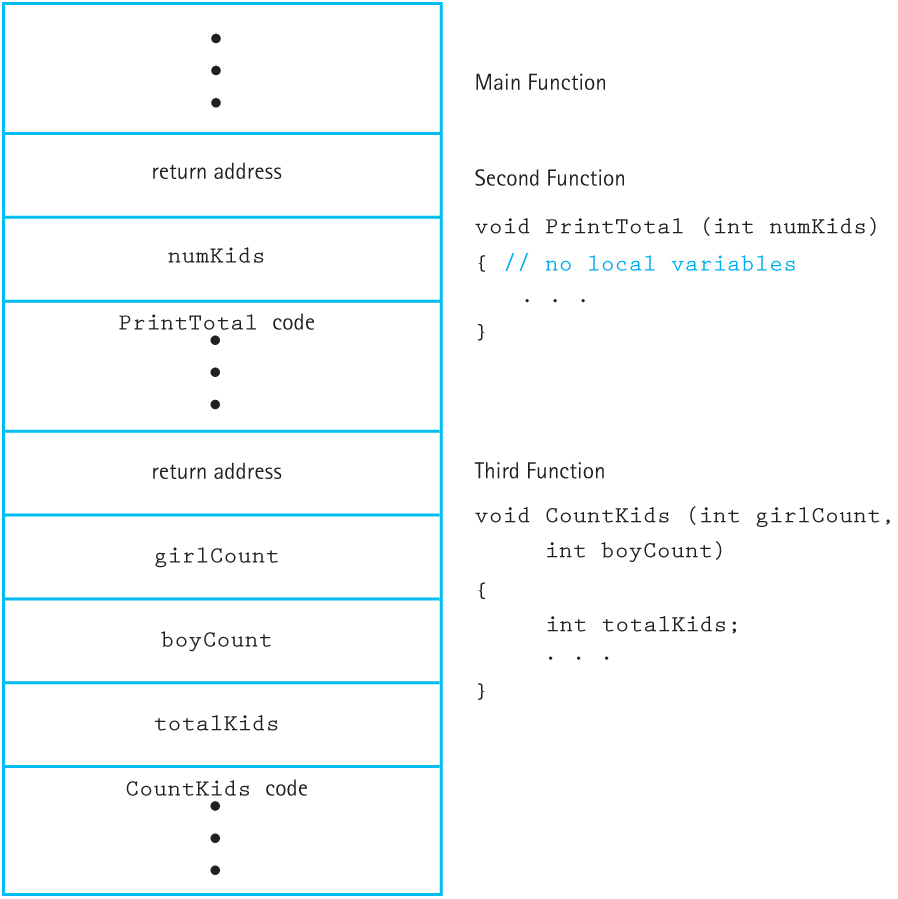 Main Function
return address
Second Function
void PrintTotal (int numKids)
numKids
{ // no local variables
. . .
PrintTotal code
}
return address
Third Function
void CountKids (int girlCount,
int boyCount)
girlCount
{
boyCount
int totalKids;
. . .
}
totalKids
CountKids code